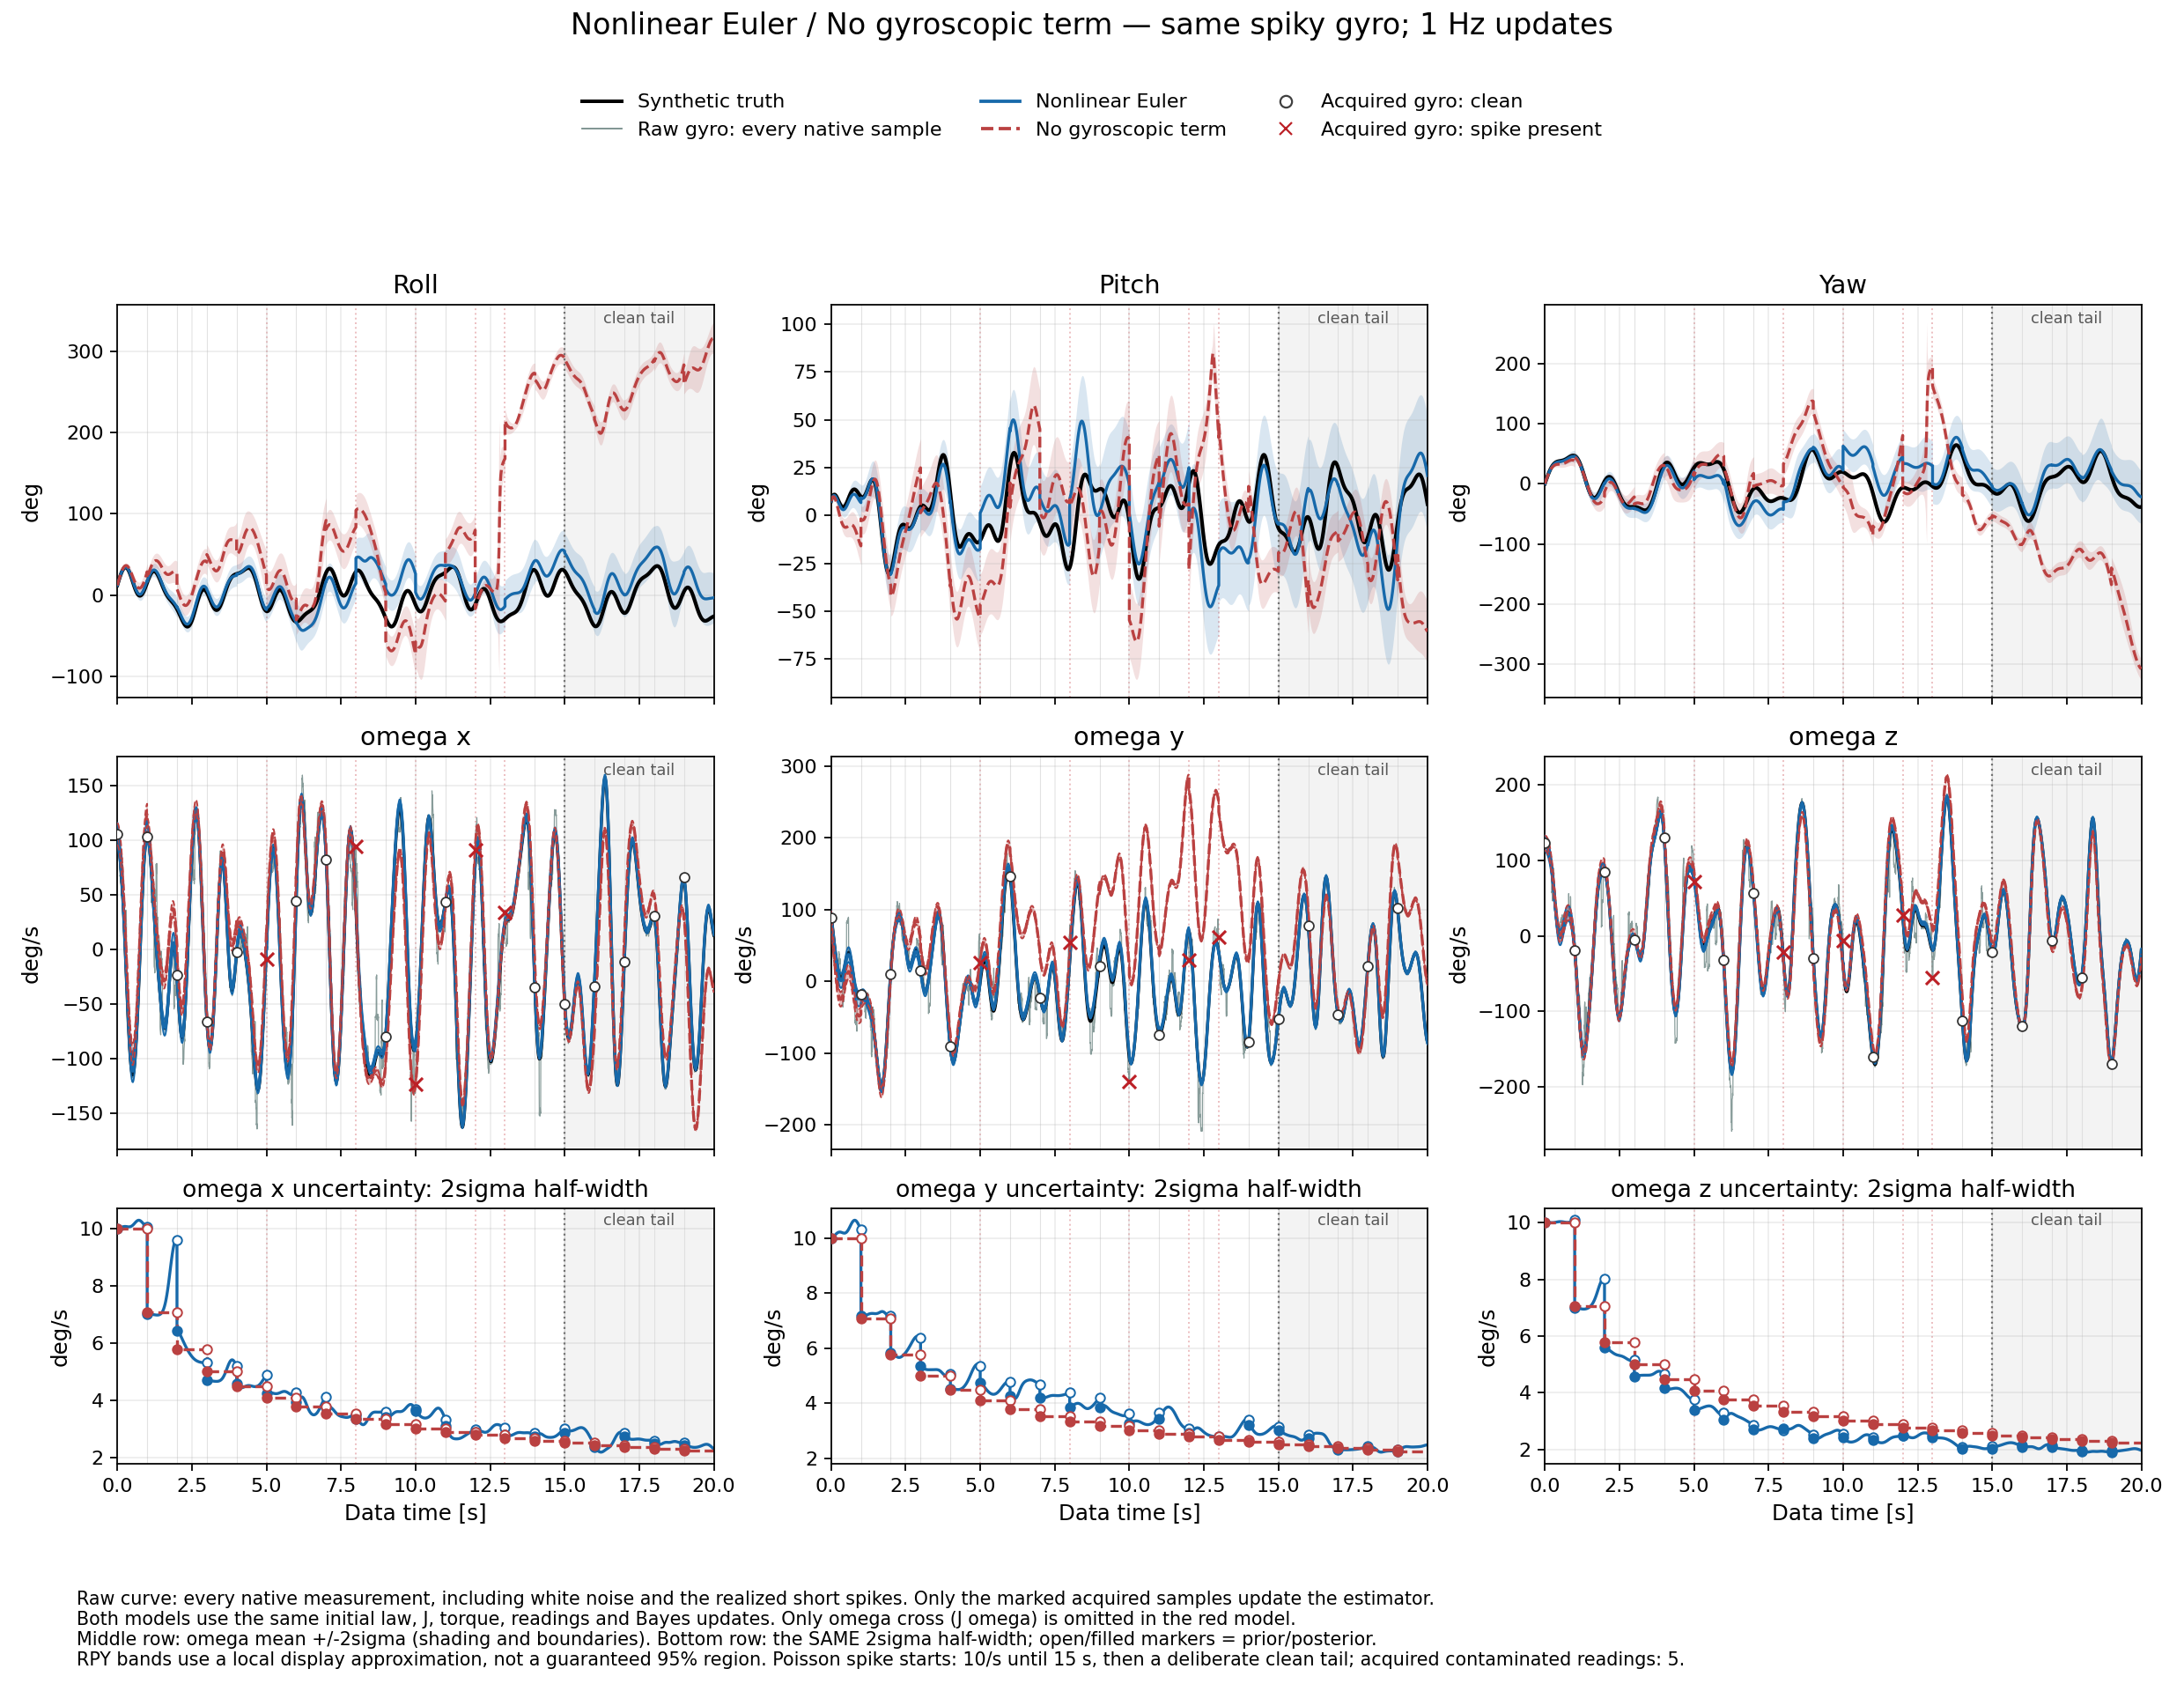 Nonlinear Euler / No gyroscopic term — same spiky gyro; 1 Hz updates
Synthetic truth
Raw gyro: every native sample
Nonlinear Euler
No gyroscopic term
Acquired gyro: clean
Acquired gyro: spike present
Roll
clean tail
deg
300
200
100
0
−100
Pitch
clean tail
deg
100
75
50
25
0
−25
−50
−75
Yaw
clean tail
deg
200
100
0
−100
−200
−300
omega x
clean tail
deg/s
150
100
50
0
−50
−100
−150
omega y
clean tail
deg/s
300
200
100
0
−100
−200
omega z
clean tail
deg/s
200
100
0
−100
−200
omega x uncertainty: 2sigma half-width
clean tail
deg/s
10
8
6
4
2
0.0 2.5 5.0 7.5 10.0 12.5 15.0 17.5 20.0
Data time [s]
omega y uncertainty: 2sigma half-width
clean tail
deg/s
10
8
6
4
2
0.0 2.5 5.0 7.5 10.0 12.5 15.0 17.5 20.0
Data time [s]
omega z uncertainty: 2sigma half-width
clean tail
deg/s
10
8
6
4
2
0.0 2.5 5.0 7.5 10.0 12.5 15.0 17.5 20.0
Data time [s]
Raw curve: every native measurement, including white noise and the realized short spikes. Only the marked acquired samples update the estimator.
Both models use the same initial law, J, torque, readings and Bayes updates. Only omega cross (J omega) is omitted in the red model.
Middle row: omega mean +/-2sigma (shading and boundaries). Bottom row: the SAME 2sigma half-width; open/filled markers = prior/posterior.
RPY bands use a local display approximation, not a guaranteed 95% region. Poisson spike starts: 10/s until 15 s, then a deliberate clean tail; acquired contaminated readings: 5.